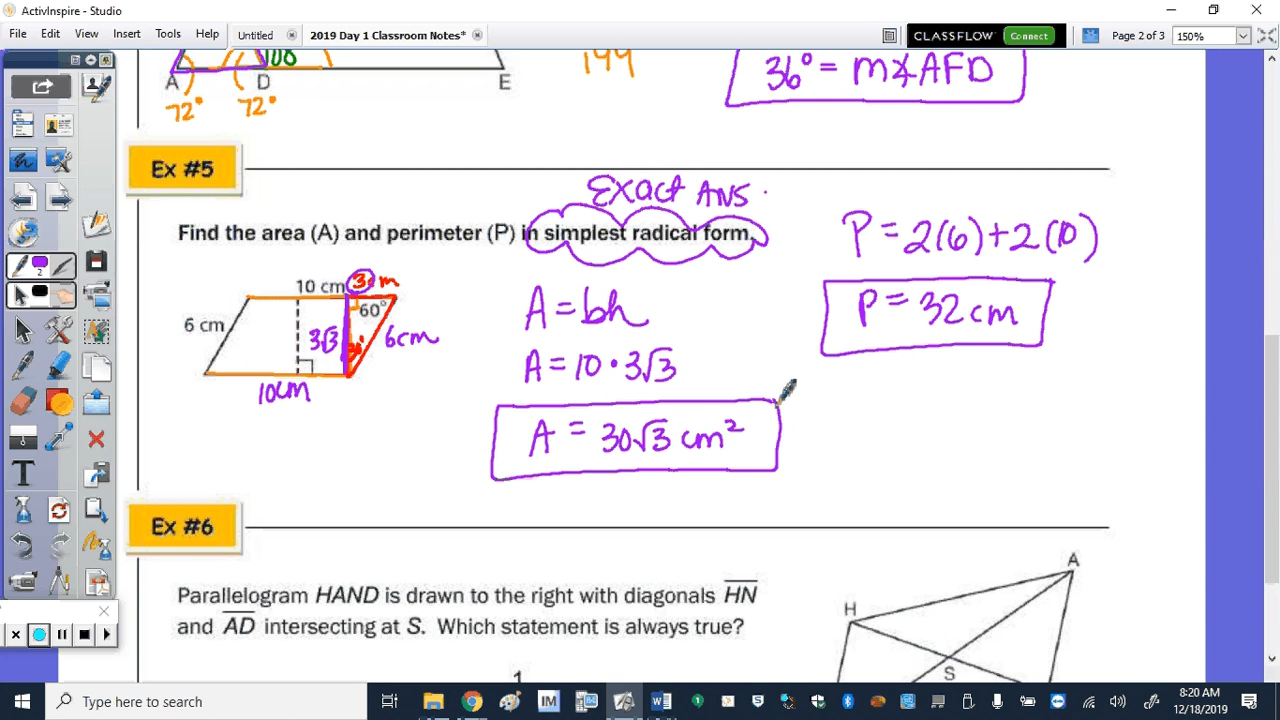 ActivInspire - Studio
File Edit View Insert Tools Help
Untitled
2019 Day 1 Classroom Notes*
CLASSFLOW Connect
Page 2 of 3
150%
108
A D E
72° 72°
144
36° = m∡AFD
Ex #5
Exact Ans.
Find the area (A) and perimeter (P) in simplest radical form.
P = 2(6)+2(10)
P = 32 cm
10 cm 3cm
60°
6 cm
3√3
30°
6cm
10cm
A = bh
A = 10 · 3√3
A = 30√3 cm²
2
T
Ex #6
Parallelogram HAND is drawn to the right with diagonals HN
and AD intersecting at S. Which statement is always true?
1
A
H
S
Type here to search
IM
8:20 AM
12/18/2019